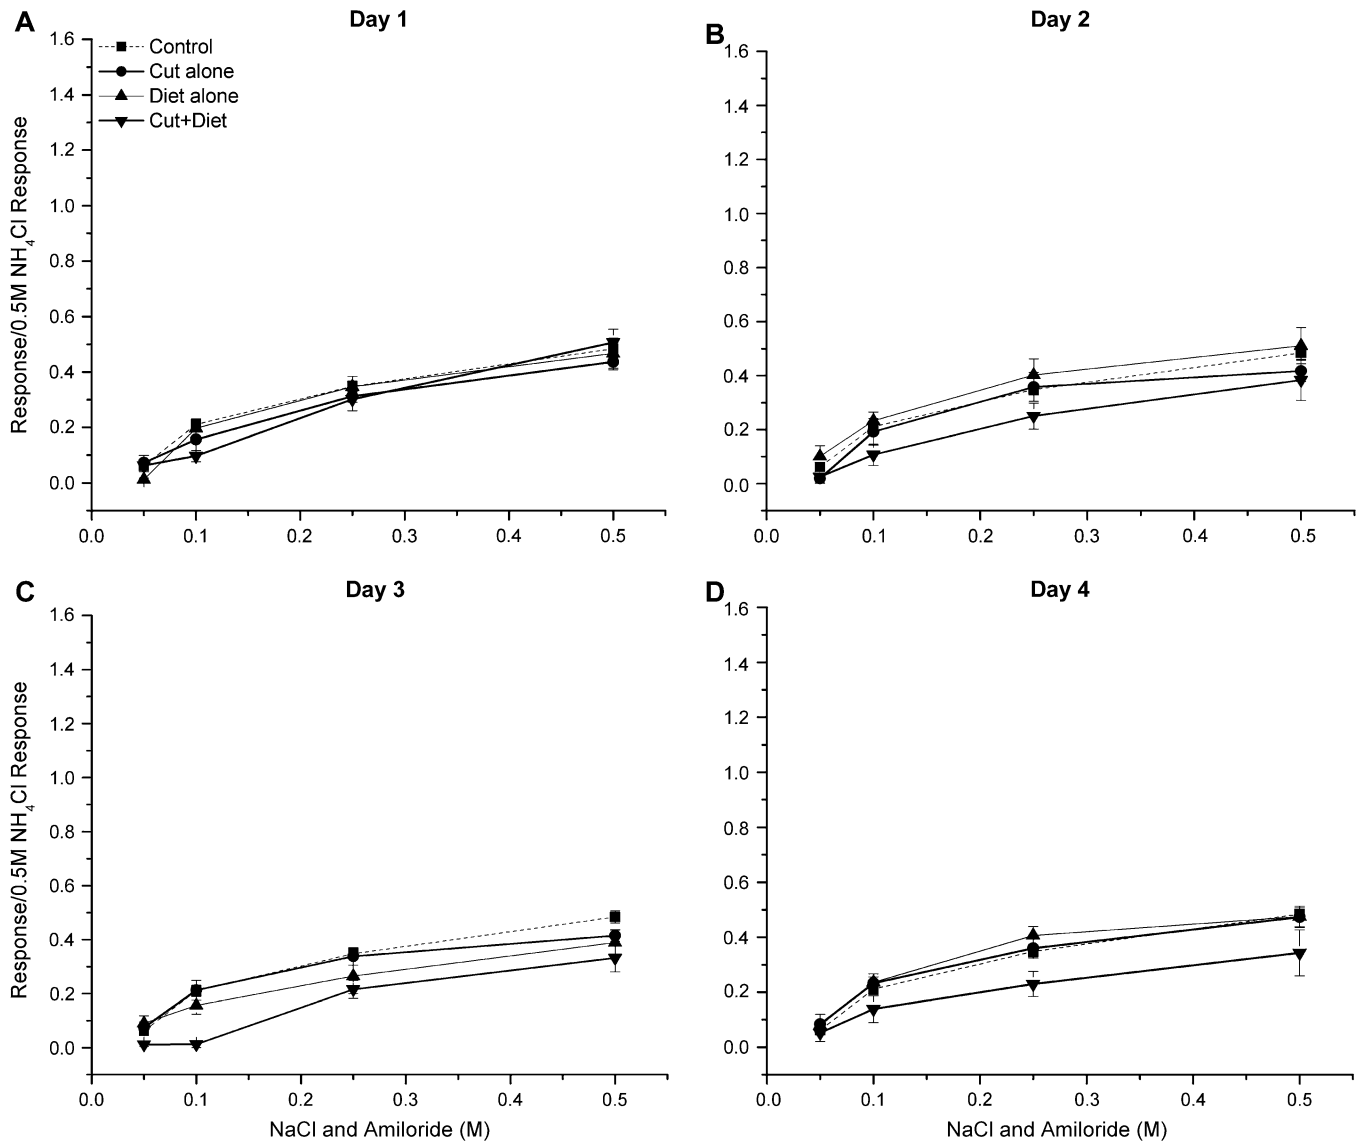 A
Day 1
1.6
1.4
1.2
1.0
0.8
0.6
0.4
0.2
0.0
Response/0.5M NH4Cl Response
Control
Cut alone
Diet alone
Cut+Diet
0.0 0.1 0.2 0.3 0.4 0.5
B
Day 2
1.6
1.4
1.2
1.0
0.8
0.6
0.4
0.2
0.0
0.0 0.1 0.2 0.3 0.4 0.5
C
Day 3
1.6
1.4
1.2
1.0
0.8
0.6
0.4
0.2
0.0
Response/0.5M NH4Cl Response
0.0 0.1 0.2 0.3 0.4 0.5
NaCl and Amiloride (M)
D
Day 4
1.6
1.4
1.2
1.0
0.8
0.6
0.4
0.2
0.0
0.0 0.1 0.2 0.3 0.4 0.5
NaCl and Amiloride (M)